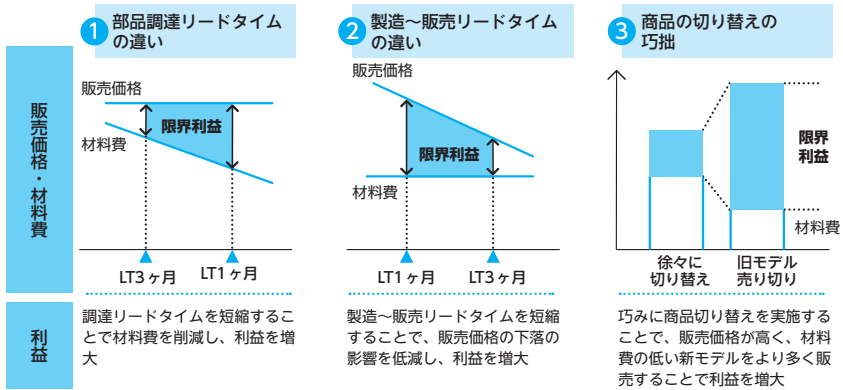 1 部品調達リードタイム
の違い
2 製造～販売リードタイム
の違い
3 商品の切り替えの
巧拙
販売価格・材料費
販売価格
材料費
限界利益
LT3ヶ月
LT1ヶ月
販売価格
限界利益
材料費
LT1ヶ月
LT3ヶ月
限界
利益
材料費
徐々に
切り替え
旧モデル
売り切り
利益
調達リードタイムを短縮するこ
とで材料費を削減し、利益を増
大
製造～販売リードタイムを短縮
することで、販売価格の下落の
影響を低減し、利益を増大
巧みに商品切り替えを実施する
ことで、販売価格が高く、材料
費の低い新モデルをより多く販
売することで利益を増大